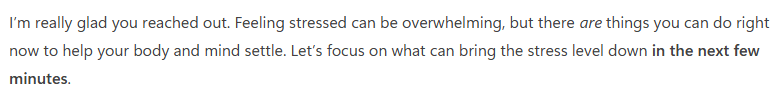 I’m really glad you reached out. Feeling stressed can be overwhelming, but there are things you can do right
now to help your body and mind settle. Let’s focus on what can bring the stress level down in the next few
minutes.